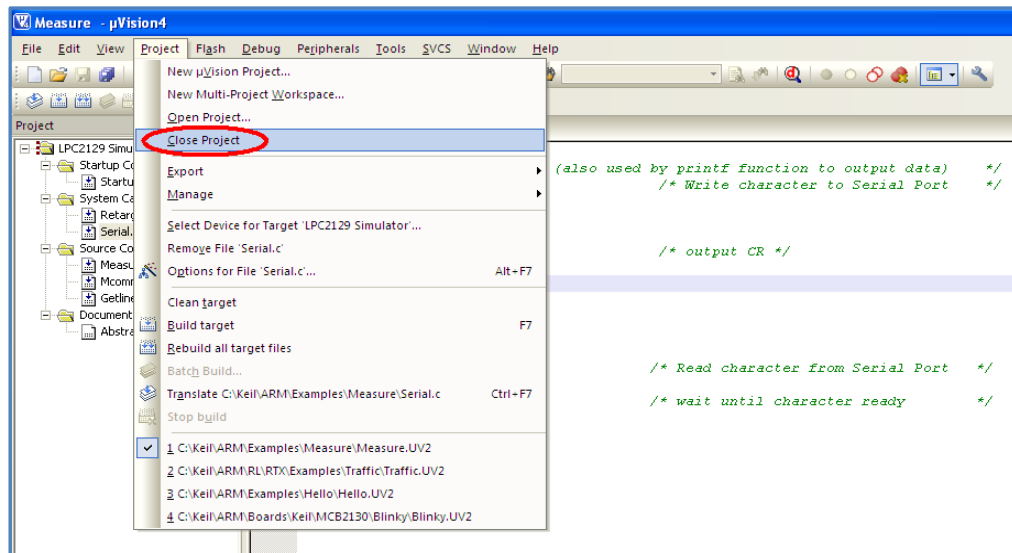 Measure - µVision4
File Edit View Project Flash Debug Peripherals Tools SVCS Window Help
Project
LPC2129 Simu
Startup Co
Startu
System Ca
Retarg
Serial.
Source Co
Measu
Mcomm
Getline
Document
Abstra
New µVision Project...
New Multi-Project Workspace...
Open Project...
Close Project
Export
Manage
Select Device for Target 'LPC2129 Simulator'...
Remove File 'Serial.c'
Options for File 'Serial.c'... Alt+F7
Clean target
Build target F7
Rebuild all target files
Batch Build...
Translate C:\Keil\ARM\Examples\Measure\Serial.c Ctrl+F7
Stop build
1 C:\Keil\ARM\Examples\Measure\Measure.UV2
2 C:\Keil\ARM\RL\RTX\Examples\Traffic\Traffic.UV2
3 C:\Keil\ARM\Examples\Hello\Hello.UV2
4 C:\Keil\ARM\Boards\Keil\MCB2130\Blinky\Blinky.UV2
(also used by printf function to output data) */
/* Write character to Serial Port */
/* output CR */
/* Read character from Serial Port */
/* wait until character ready */